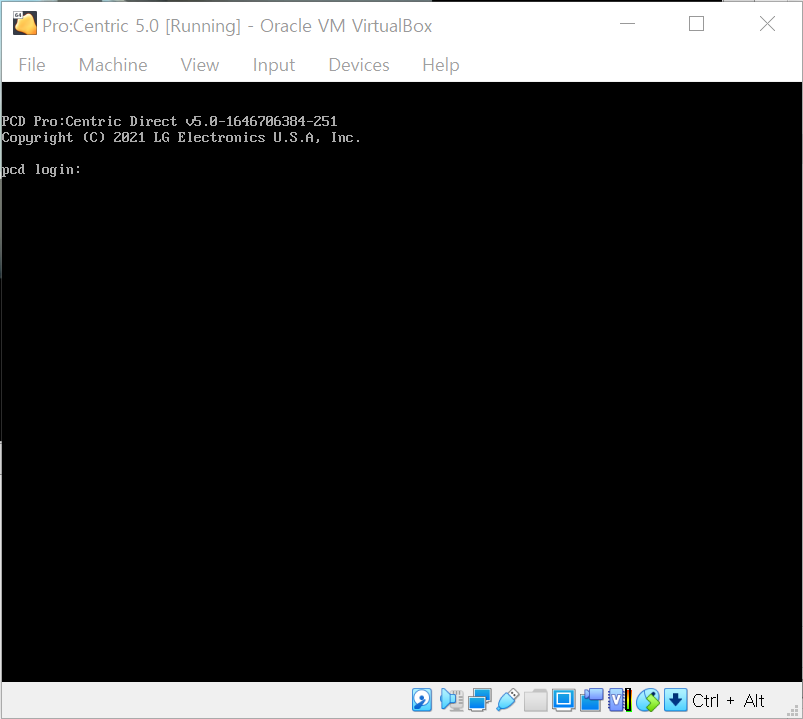 Pro:Centric 5.0 [Running] - Oracle VM VirtualBox
File Machine View Input Devices Help
PCD Pro:Centric Direct v5.0-1646706384-251
Copyright (C) 2021 LG Electronics U.S.A, Inc.
pcd login:
Ctrl + Alt